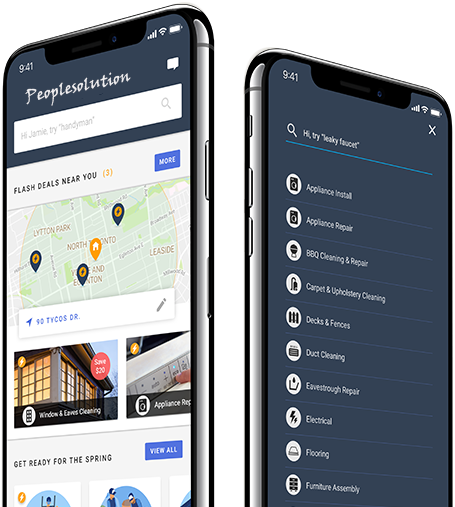 9:41
Peoplesolution
Hi Jamie, try "handyman"
MORE
FLASH DEALS NEAR YOU (3)
LYTTON PARK
NORTH TORONTO
LEASIDE
YONGE AND
EGLINTON
90 TYCOS DR.
Save
$20
Window & Eaves Cleaning
Appliance Rep
VIEW ALL
GET READY FOR THE SPRING
9:41
Hi, try "leaky faucet"
Appliance Install
Appliance Repair
BBQ Cleaning & Repair
Carpet & Upholstery Cleaning
Decks & Fences
Duct Cleaning
Eavestrough Repair
Electrical
Flooring
Furniture Assembly